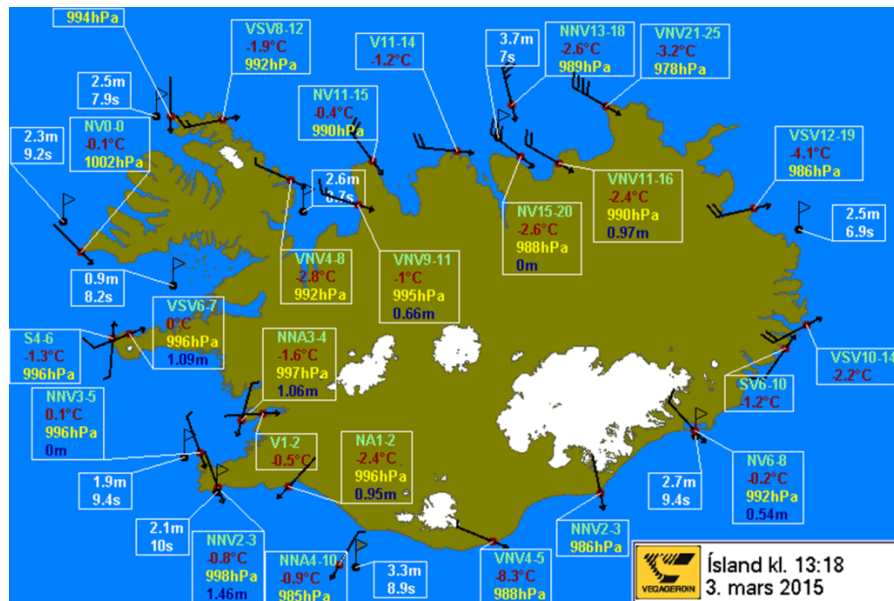 994hPa
VSV8-12
-1.9°C
992hPa
V11-14
-1.2°C
3.7m
7s
NNV13-18
-2.6°C
989hPa
VNV21-25
-3.2°C
978hPa
2.5m
7.9s
NV11-15
-0.4°C
990hPa
2.3m
9.2s
NV0-0
-0.1°C
1002hPa
VSV12-19
-4.1°C
986hPa
2.6m
8.7s
VNV11-16
-2.4°C
990hPa
0.97m
NV15-20
-2.6°C
988hPa
0m
2.5m
6.9s
VNV4-8
-2.8°C
992hPa
VNV9-11
-1°C
995hPa
0.66m
0.9m
8.2s
VSV6-7
0°C
996hPa
1.09m
S4-6
-1.3°C
996hPa
NNA3-4
-1.6°C
997hPa
1.06m
VSV10-14
-2.2°C
SV6-10
-1.2°C
NNV3-5
0.1°C
996hPa
0m
V1-2
-0.5°C
NA1-2
-2.4°C
996hPa
0.95m
1.9m
9.4s
2.7m
9.4s
NV6-8
-0.2°C
992hPa
0.54m
2.1m
10s
NNV2-3
-0.8°C
998hPa
1.46m
NNA4-10
-0.9°C
985hPa
3.3m
8.9s
VNV4-5
-8.3°C
988hPa
NNV2-3
986hPa
VEGAGERÐIN
Ísland kl. 13:18
3. mars 2015